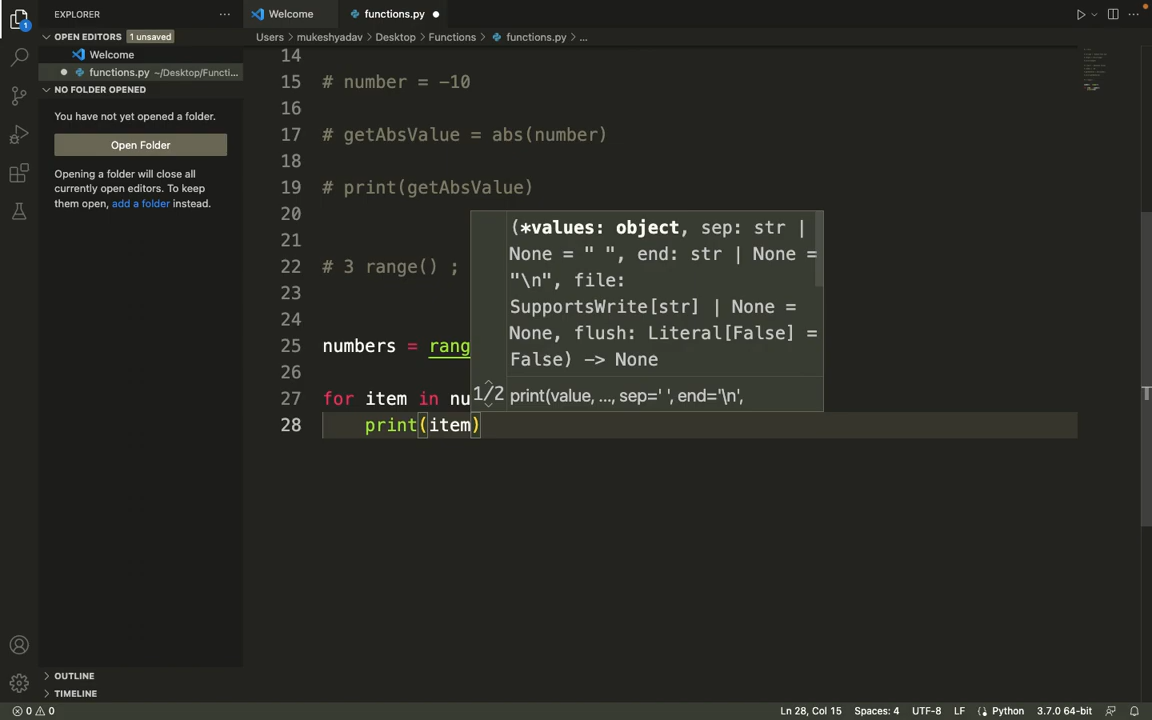 EXPLORER
Welcome
functions.py
OPEN EDITORS 1 unsaved
Users > mukeshyadav > Desktop > Functions > functions.py > ...
Welcome
functions.py ~/Desktop/Functi...
NO FOLDER OPENED
You have not yet opened a folder.
Open Folder
Opening a folder will close all
currently open editors. To keep
them open, add a folder instead.
14
15 # number = -10
16
17 # getAbsValue = abs(number)
18
19 # print(getAbsValue)
20
21
22 # 3 range() ;
23
24
25 numbers = rang
26
27 for item in nu
28 print(item)
(*values: object, sep: str |
None = " ", end: str | None =
"\n", file:
SupportsWrite[str] | None =
None, flush: Literal[False] =
False) -> None
1/2 print(value, ..., sep=' ', end='\n',
OUTLINE
TIMELINE
0 0 Ln 28, Col 15 Spaces: 4 UTF-8 LF Python 3.7.0 64-bit
1